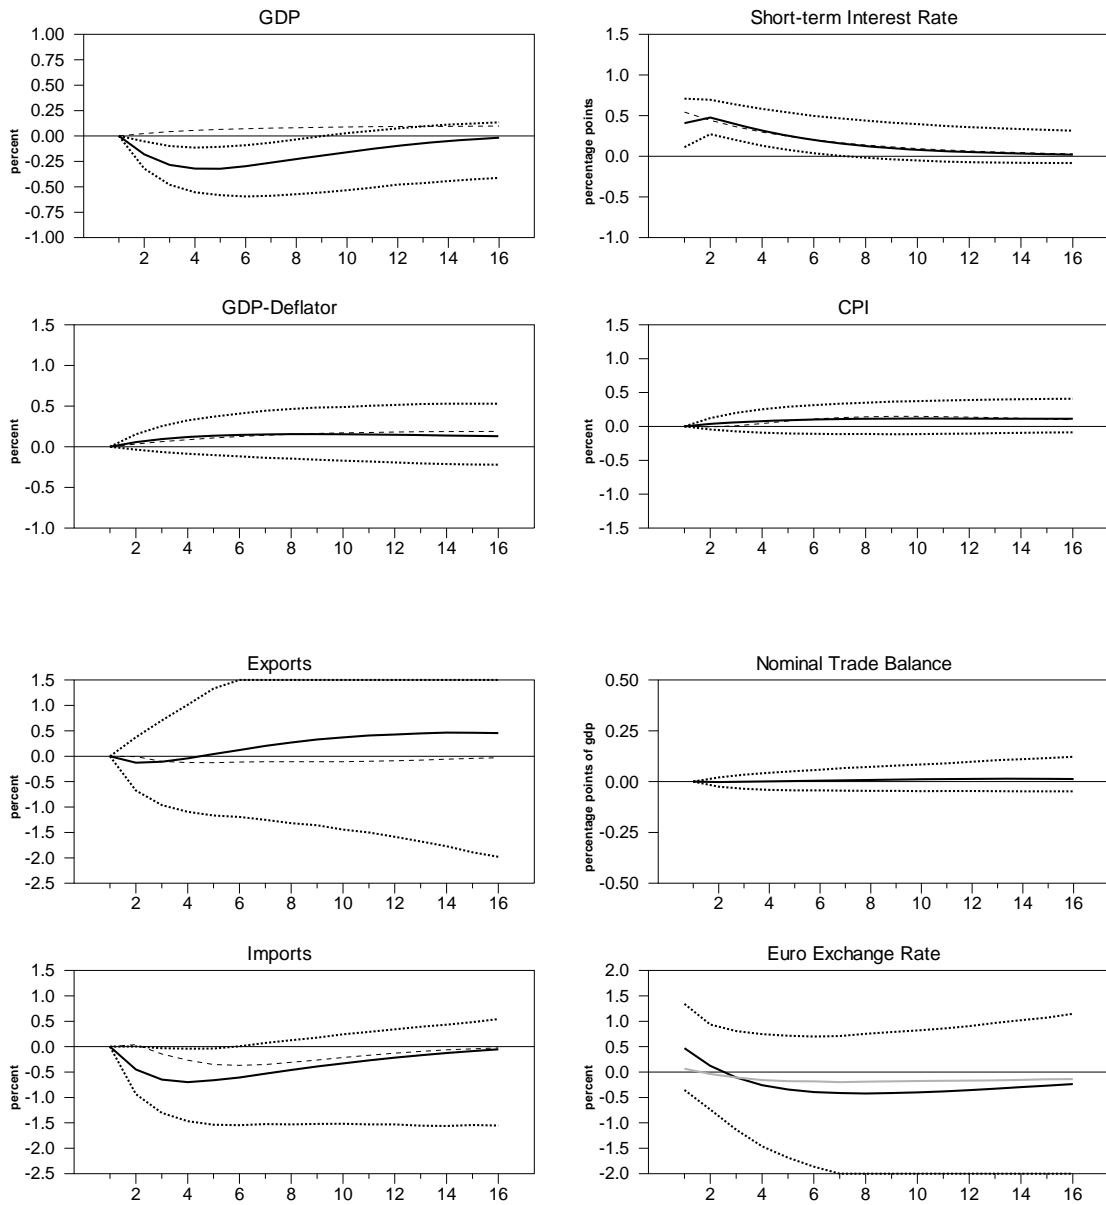 GDP
1.00
0.75
0.50
0.25
0.00
-0.25
-0.50
-0.75
-1.00
percent
2 4 6 8 10 12 14 16
Short-term Interest Rate
1.5
1.0
0.5
0.0
-0.5
-1.0
percentage points
2 4 6 8 10 12 14 16
GDP-Deflator
1.5
1.0
0.5
0.0
-0.5
-1.0
percent
2 4 6 8 10 12 14 16
CPI
1.5
1.0
0.5
0.0
-0.5
-1.0
-1.5
percent
2 4 6 8 10 12 14 16
Exports
1.5
1.0
0.5
0.0
-0.5
-1.0
-1.5
-2.0
-2.5
percent
2 4 6 8 10 12 14 16
Nominal Trade Balance
0.50
0.25
0.00
-0.25
-0.50
percentage points of gdp
2 4 6 8 10 12 14 16
Imports
1.5
1.0
0.5
0.0
-0.5
-1.0
-1.5
-2.0
-2.5
percent
2 4 6 8 10 12 14 16
Euro Exchange Rate
2.0
1.5
1.0
0.5
0.0
-0.5
-1.0
-1.5
-2.0
percent
2 4 6 8 10 12 14 16